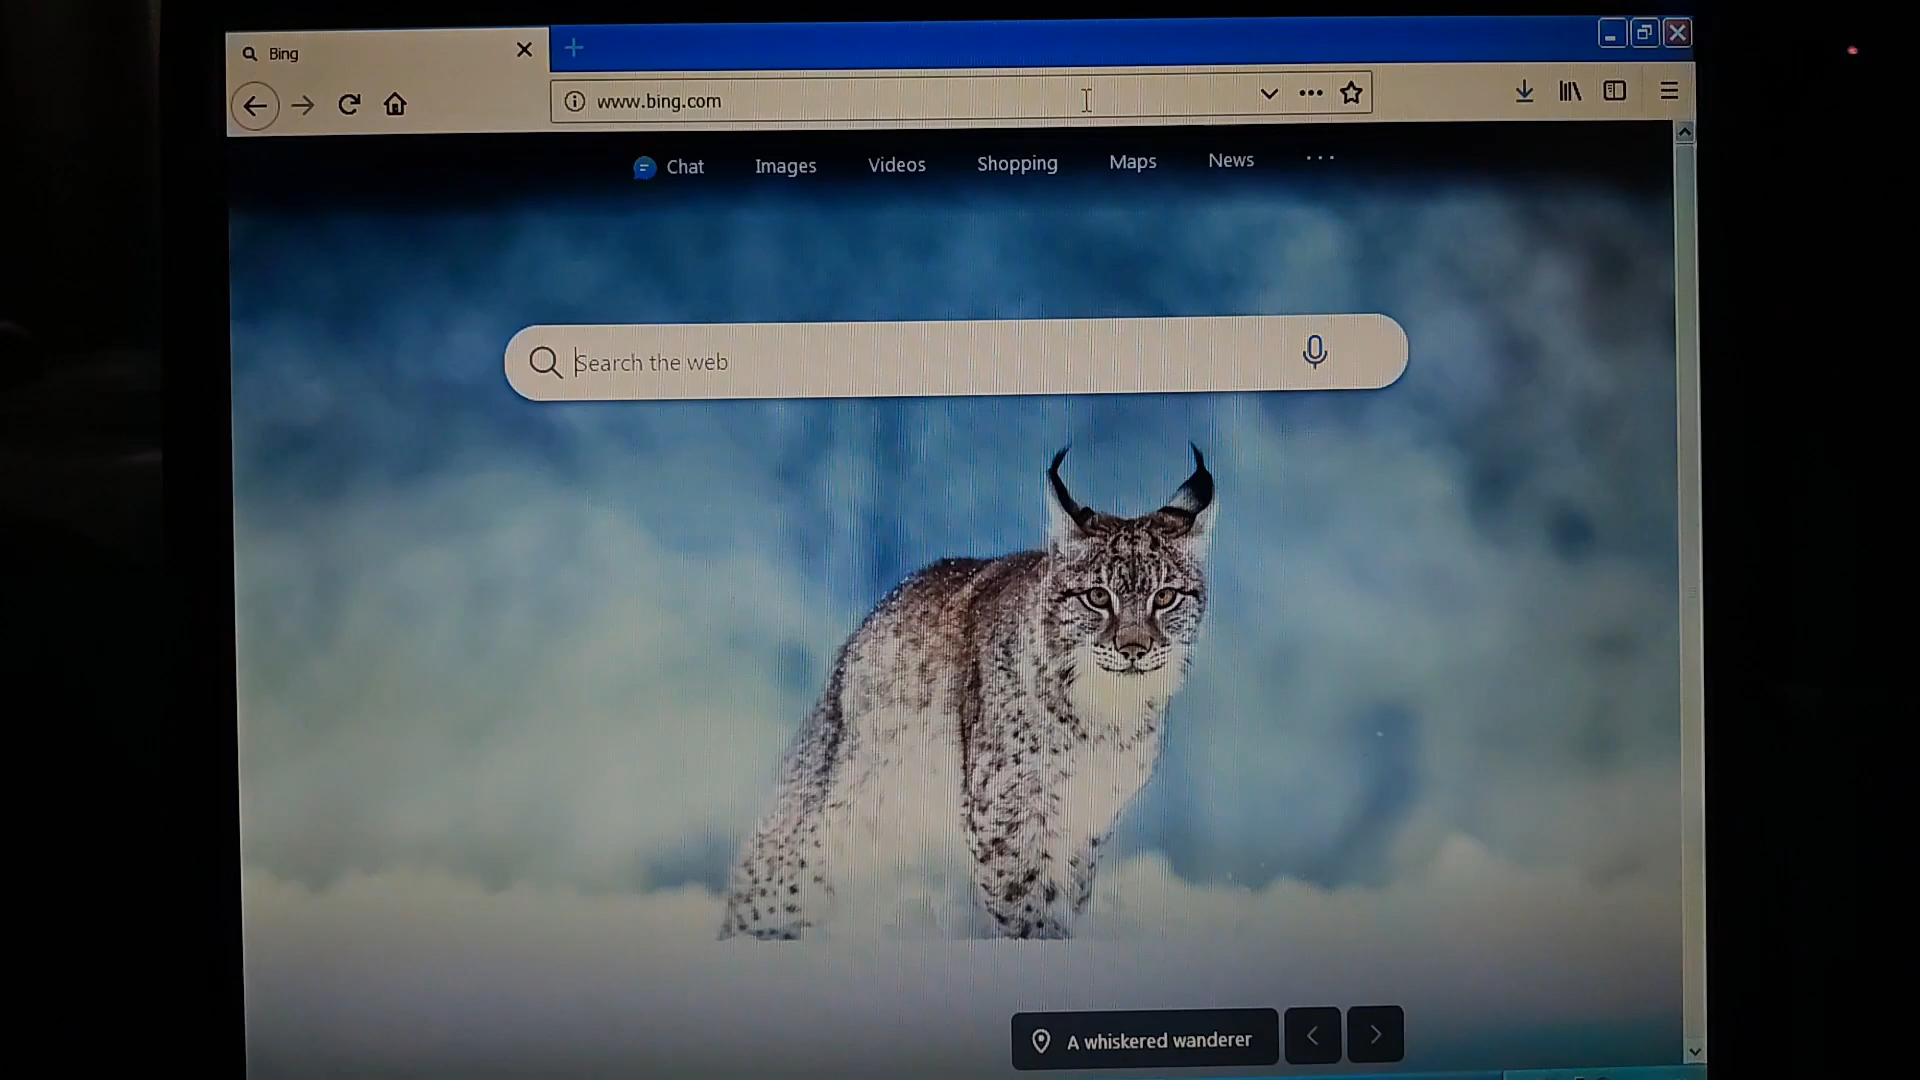 Bing
www.bing.com
Chat Images Videos Shopping Maps News
Search the web
A whiskered wanderer